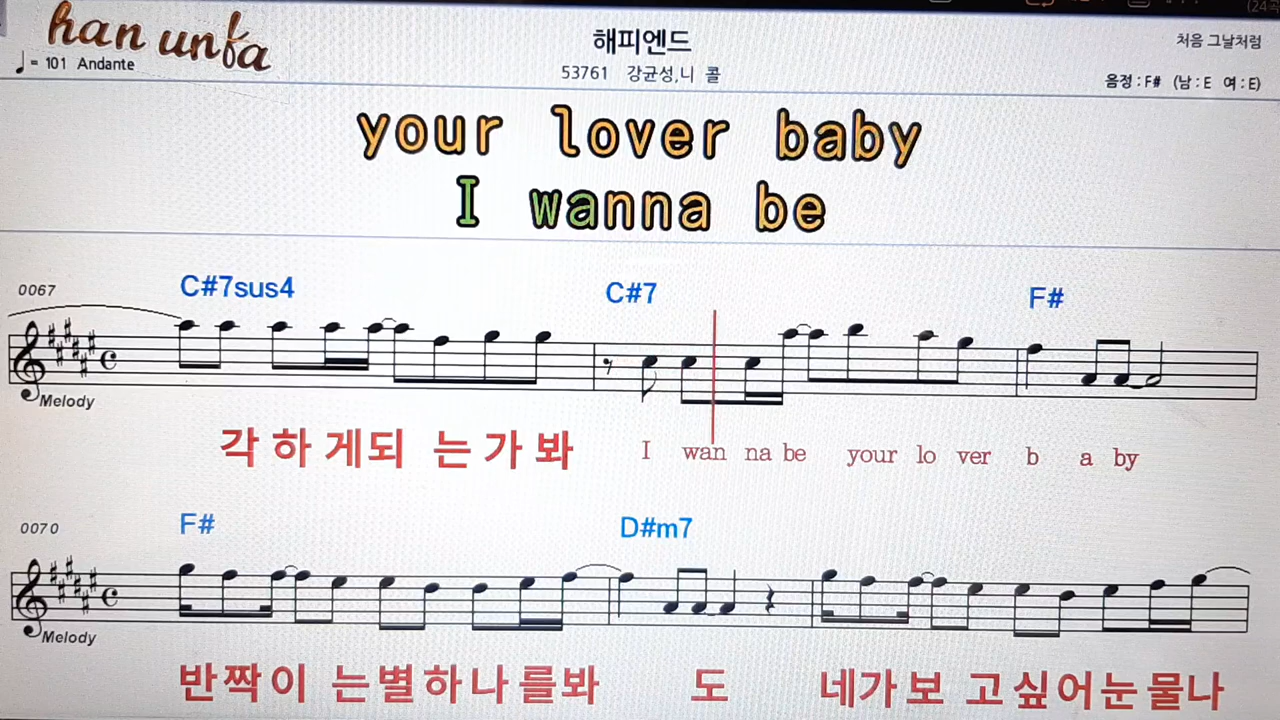 han unfa
♩= 101 Andante
해피엔드
53761 강균성,니 콜
처음 그날처럼
음정 : F# (남 : E 여 : E)
your lover baby
I wanna be
0067
C#7sus4 C#7 F#
Melody
각 하 게되 는 가 봐 I wan na be your lo ver b a by
0070
F# D#m7
Melody
반짝이 는별하나를봐 도 네가보 고싶어눈물나